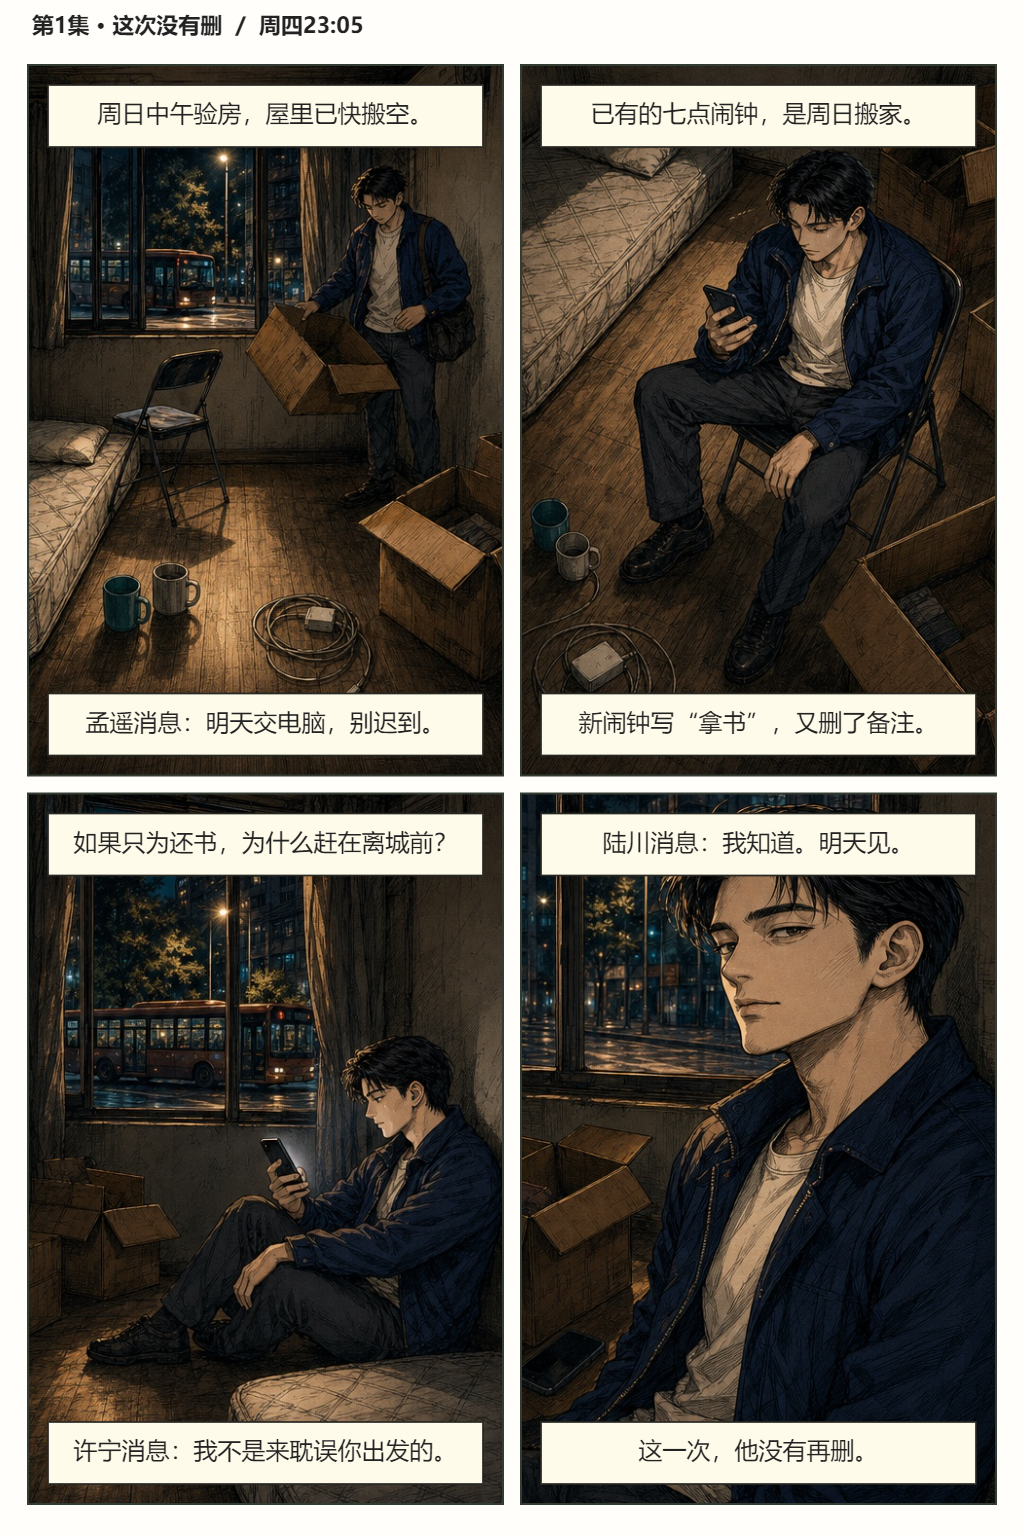 第1集 • 这次没有删 / 周四23:05
周日中午验房，屋里已快搬空。
孟遥消息：明天交电脑，别迟到。
已有的七点闹钟，是周日搬家。
新闹钟写“拿书”，又删了备注。
如果只为还书，为什么赶在离城前？
许宁消息：我不是来耽误你出发的。
陆川消息：我知道。明天见。
这一次，他没有再删。